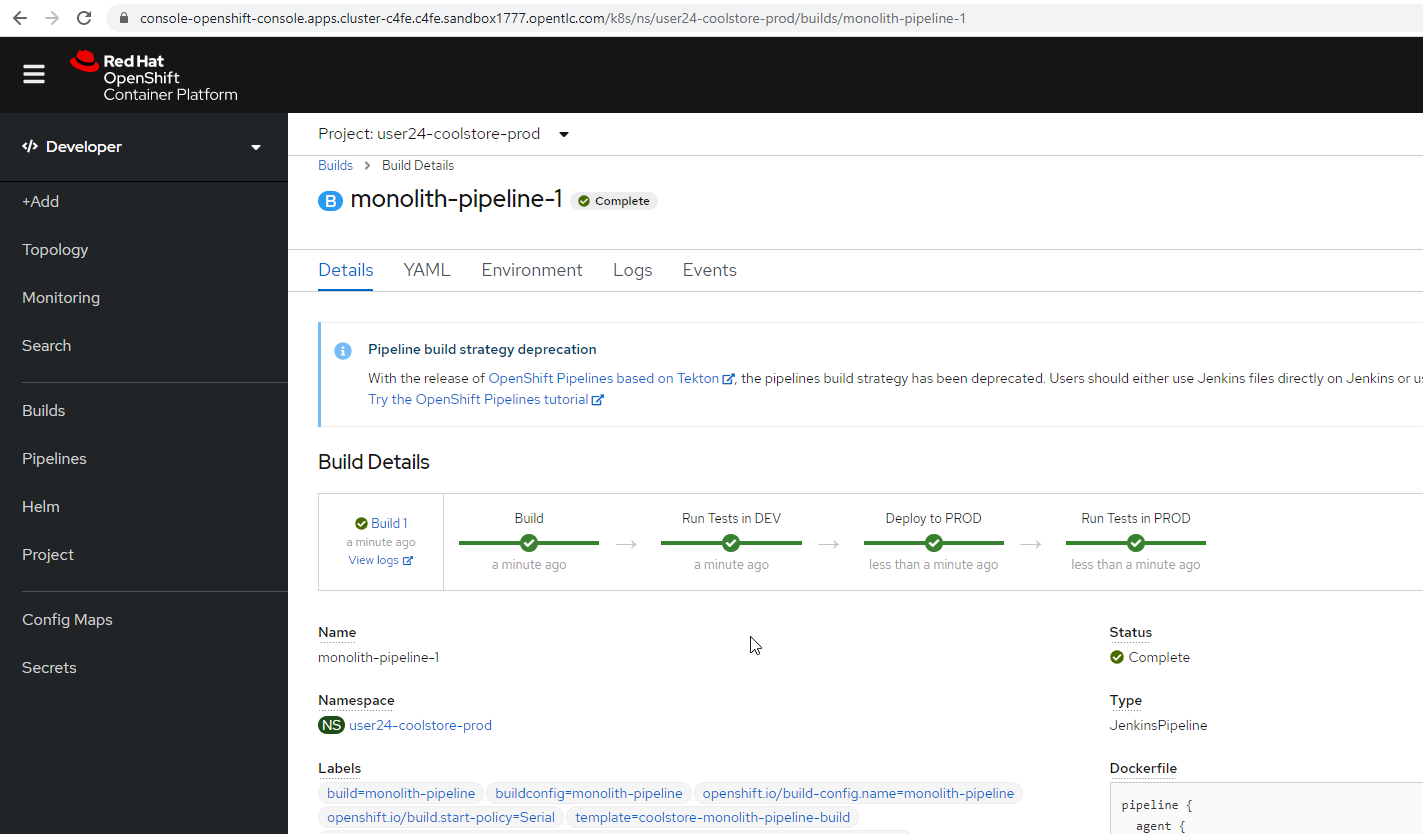 console-openshift-console.apps.cluster-c4fe.c4fe.sandbox1777.opentlc.com/k8s/ns/user24-coolstore-prod/builds/monolith-pipeline-1
Red Hat
OpenShift
Container Platform
Developer
+Add
Topology
Monitoring
Search
Builds
Pipelines
Helm
Project
Config Maps
Secrets
Project: user24-coolstore-prod
Builds > Build Details
B monolith-pipeline-1 Complete
Details YAML Environment Logs Events
Pipeline build strategy deprecation
With the release of OpenShift Pipelines based on Tekton, the pipelines build strategy has been deprecated. Users should either use Jenkins files directly on Jenkins or us
Try the OpenShift Pipelines tutorial
Build Details
Build 1
a minute ago
View logs
Build
a minute ago
Run Tests in DEV
a minute ago
Deploy to PROD
less than a minute ago
Run Tests in PROD
less than a minute ago
Name
monolith-pipeline-1
Status
Complete
Namespace
NS user24-coolstore-prod
Type
JenkinsPipeline
Labels
build=monolith-pipeline buildconfig=monolith-pipeline openshift.io/build-config.name=monolith-pipeline
openshift.io/build.start-policy=Serial template=coolstore-monolith-pipeline-build
Dockerfile
pipeline {
agent {